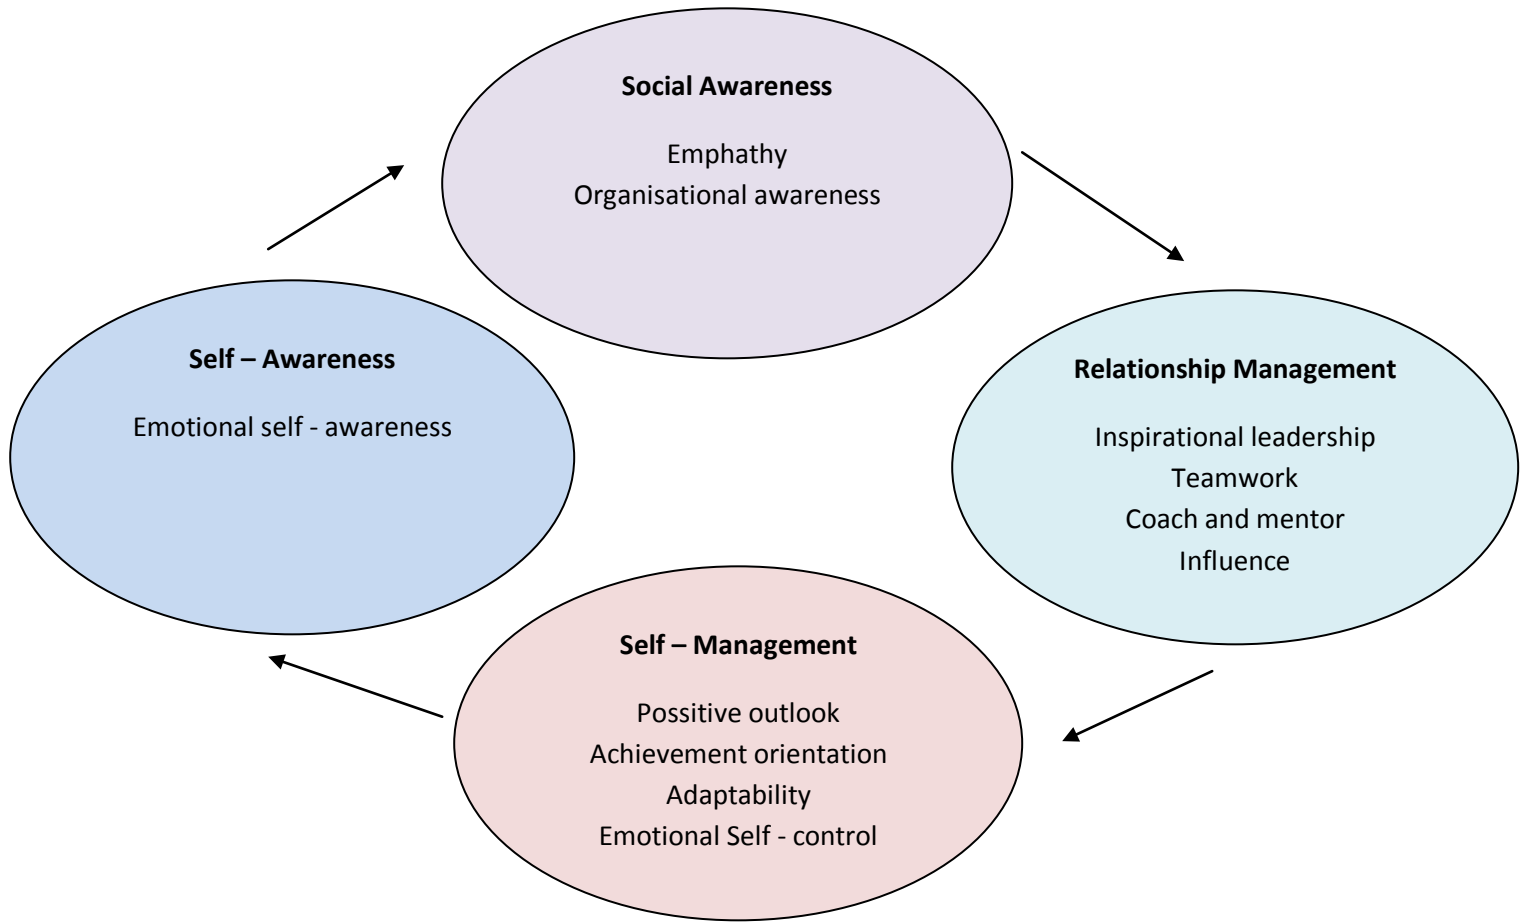 Social Awareness
Emphathy
Organisational awareness
Self – Awareness
Emotional self - awareness
Relationship Management
Inspirational leadership
Teamwork
Coach and mentor
Influence
Self – Management
Possitive outlook
Achievement orientation
Adaptability
Emotional Self - control